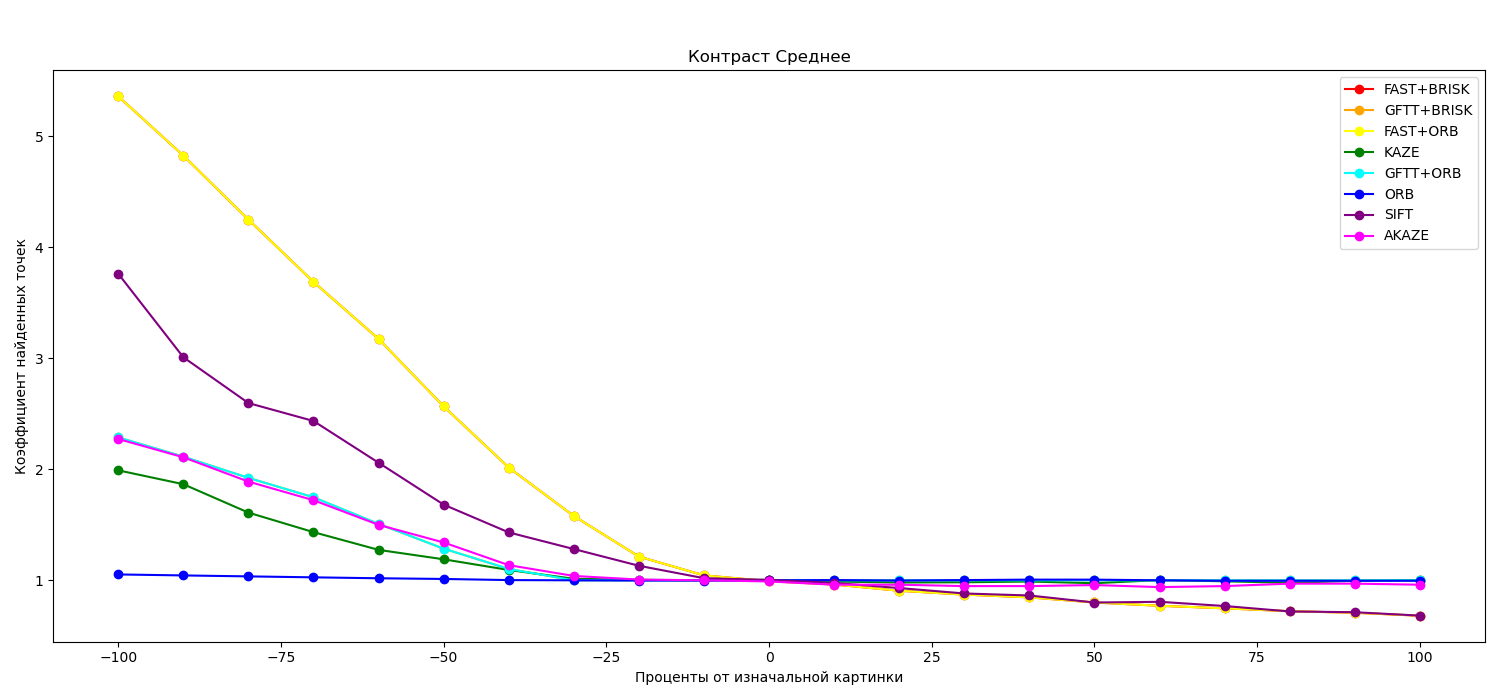 Контраст Среднее
FAST+BRISK
GFTT+BRISK
FAST+ORB
KAZE
GFTT+ORB
ORB
SIFT
AKAZE
Коэффициент найденных точек
5
4
3
2
1
−100 −75 −50 −25 0 25 50 75 100
Проценты от изначальной картинки